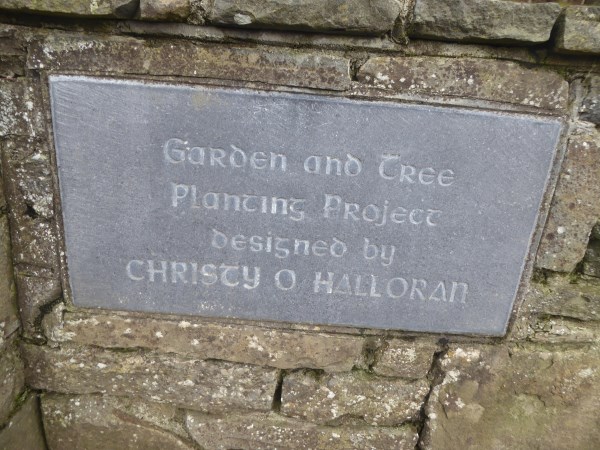 Garden and Tree
Planting Project
designed by
CHRISTY O HALLORAN